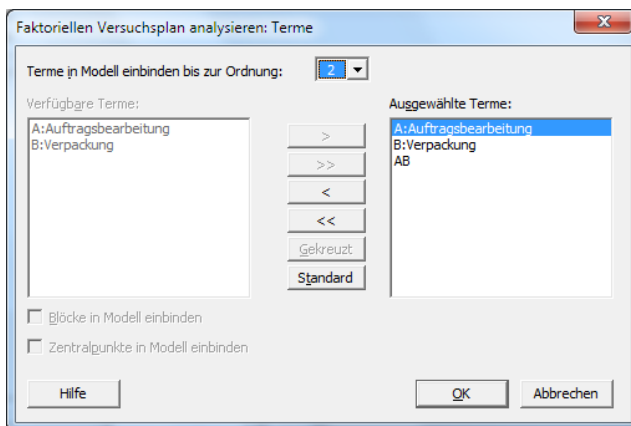 Faktoriellen Versuchsplan analysieren: Terme
Terme in Modell einbinden bis zur Ordnung: 2
Verfügbare Terme:
A:Auftragsbearbeitung
B:Verpackung
>
>>
<
<<
Gekreuzt
Standard
Ausgewählte Terme:
A:Auftragsbearbeitung
B:Verpackung
AB
Blöcke in Modell einbinden
Zentralpunkte in Modell einbinden
Hilfe
OK
Abbrechen